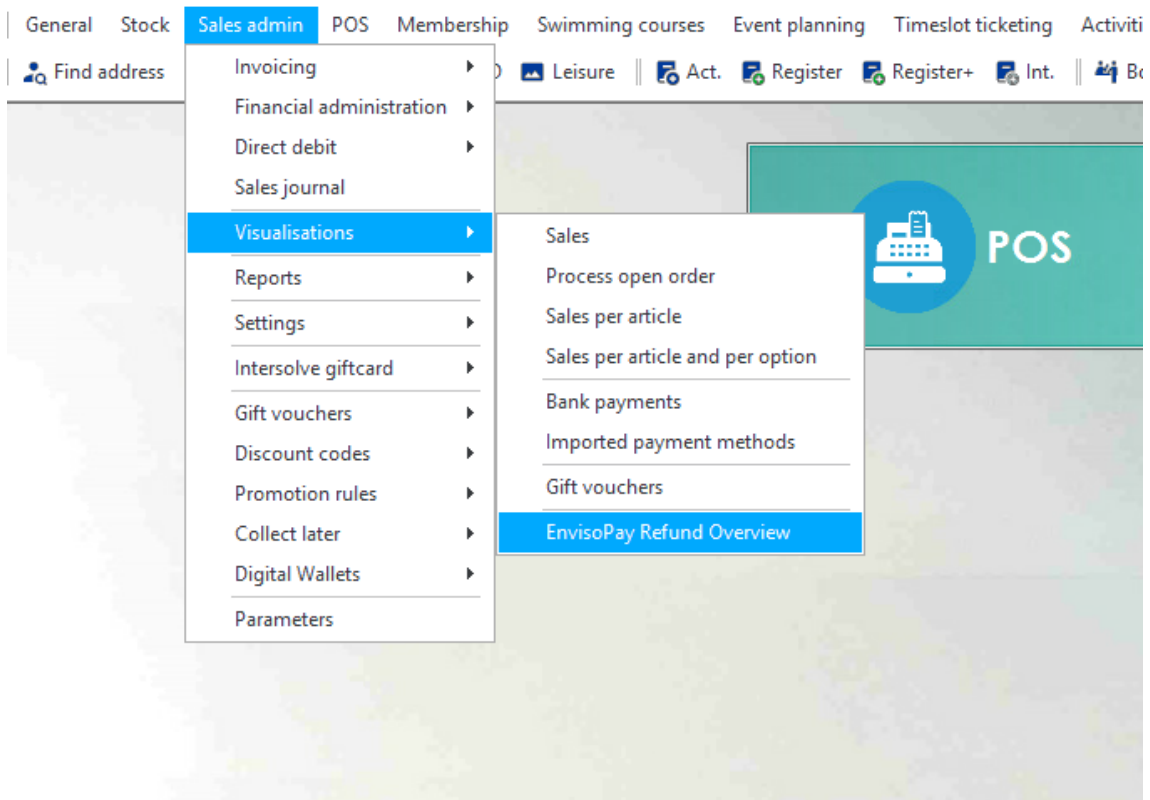 General Stock Sales admin POS Membership Swimming courses Event planning Timeslot ticketing
Find address Leisure Act. Register Register+ Int.
Invoicing
Financial administration
Direct debit
Sales journal
Visualisations
Reports
Settings
Intersolve giftcard
Gift vouchers
Discount codes
Promotion rules
Collect later
Digital Wallets
Parameters
Sales
Process open order
Sales per article
Sales per article and per option
Bank payments
Imported payment methods
Gift vouchers
EnvisoPay Refund Overview
POS